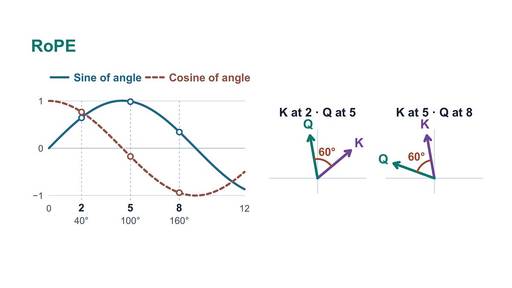 RoPE
Sine of angle Cosine of angle
1
0
−1
0 2 5 8 12
40° 100° 160°
K at 2 · Q at 5
Q
K
60°
K at 5 · Q at 8
K
Q
60°